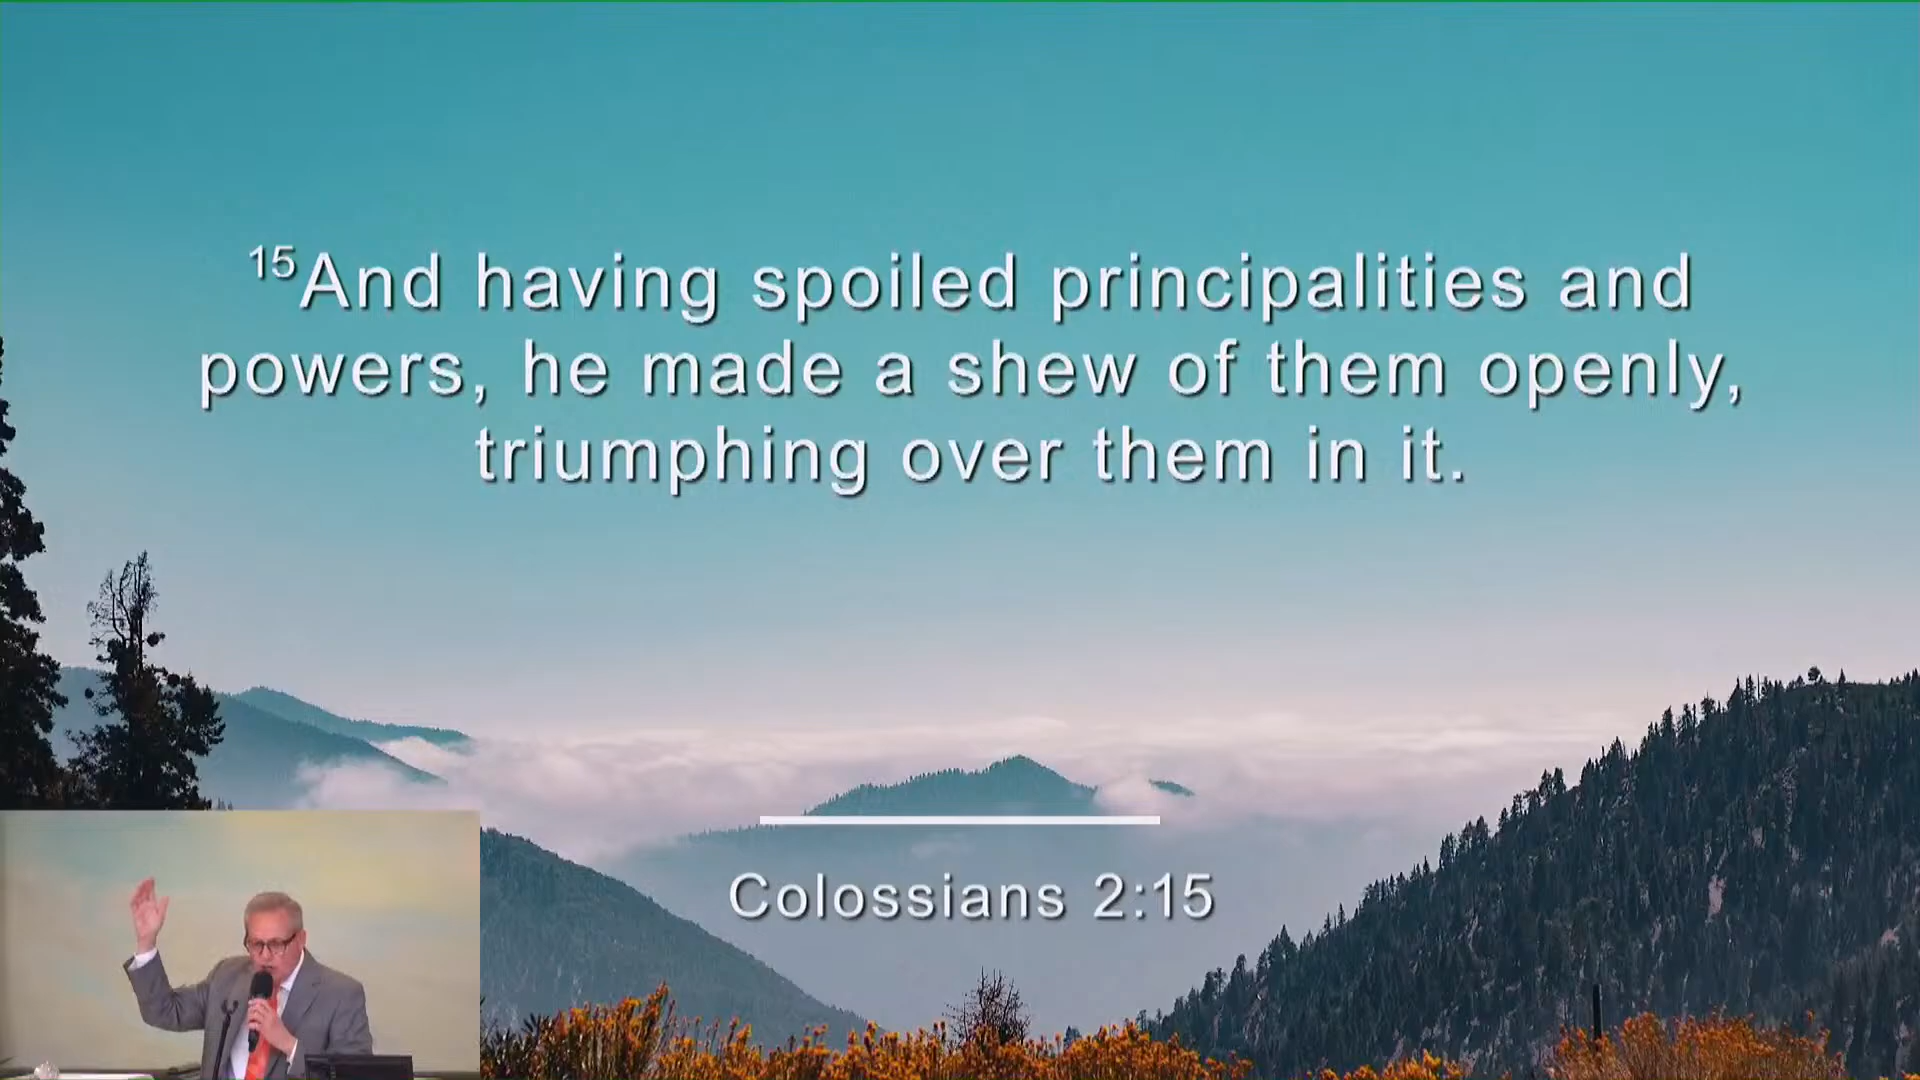 15And having spoiled principalities and
powers, he made a shew of them openly,
triumphing over them in it.
Colossians 2:15